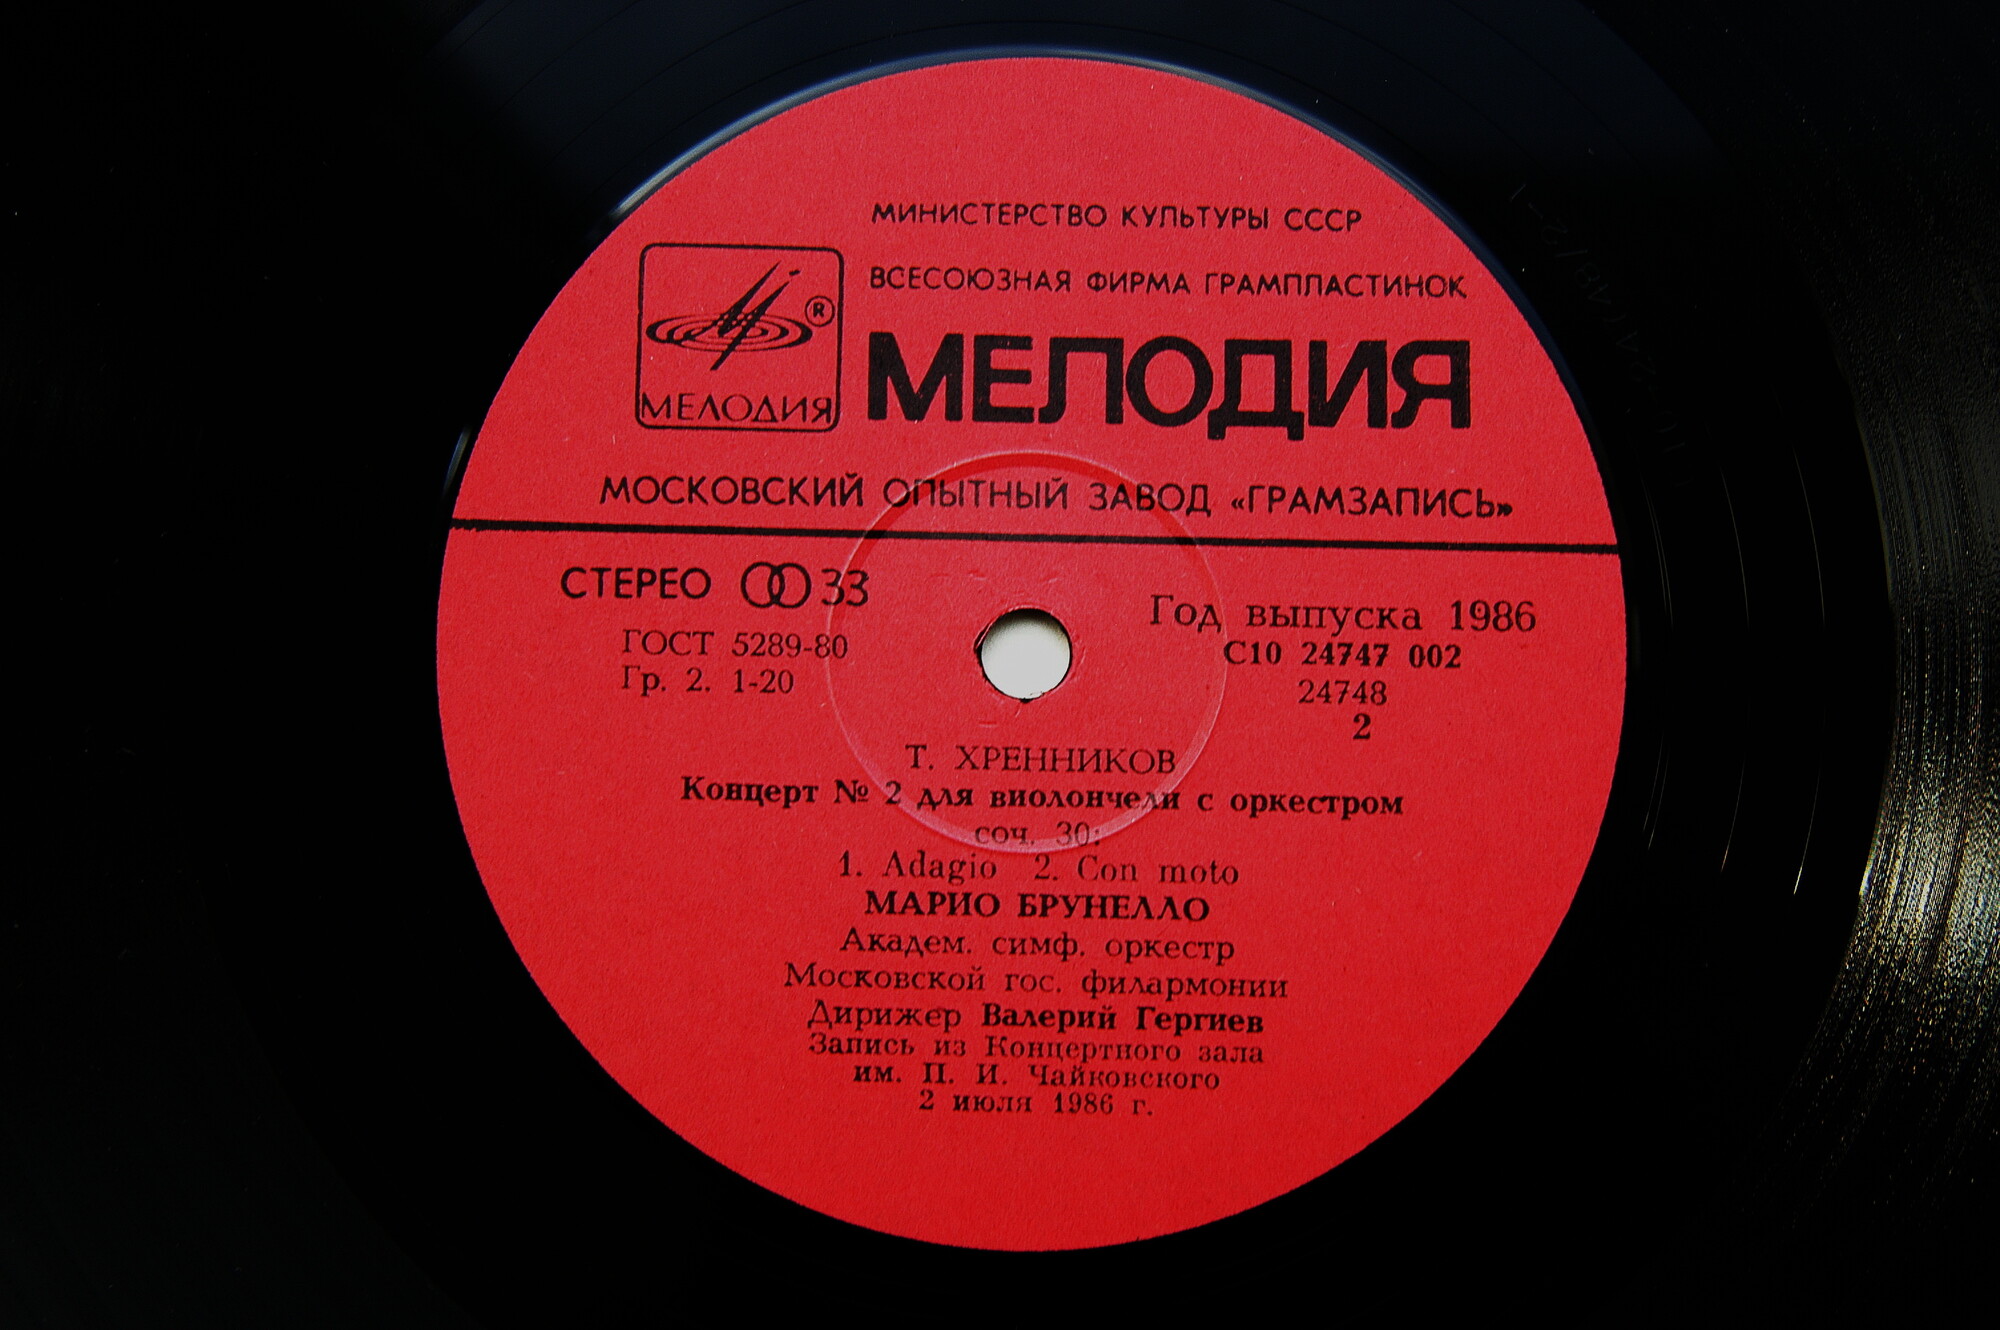 МИНИСТЕРСТВО КУЛЬТУРЫ СССР
ВСЕСОЮЗНАЯ ФИРМА ГРАМПЛАСТИНОК
®
МЕЛОДИЯ
МЕЛОДИЯ
МОСКОВСКИЙ ОПЫТНЫЙ ЗАВОД «ГРАМЗАПИСЬ»
СТЕРЕО 33
ГОСТ 5289-80
Гр. 2. 1-20
Год выпуска 1986
С10 24747 002
24748
2
Т. ХРЕННИКОВ
Концерт № 2 для виолончели с оркестром
соч. 30:
1. Adagio 2. Con moto
МАРИО БРУНЕЛЛО
Академ. симф. оркестр
Московской гос. филармонии
Дирижер Валерий Гергиев
Запись из Концертного зала
им. П. И. Чайковского
2 июля 1986 г.